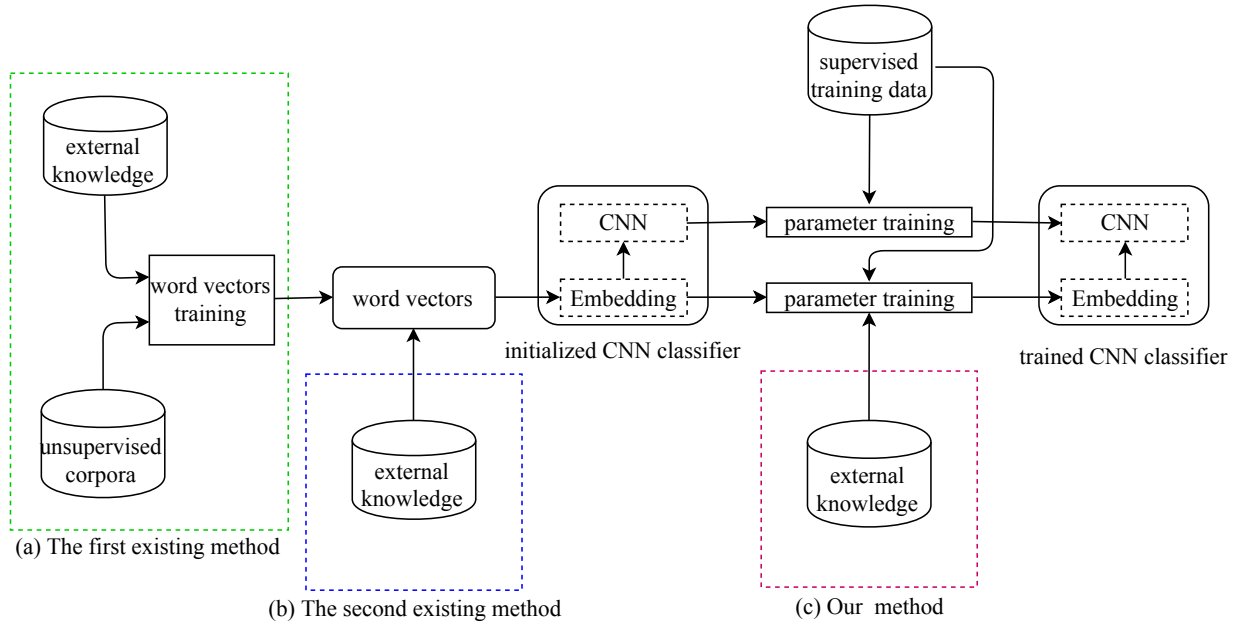 supervised
training data
external
knowledge
CNN
parameter training
CNN
word vectors
training
word vectors
Embedding
parameter training
Embedding
initialized CNN classifier
trained CNN classifier
unsupervised
corpora
external
knowledge
external
knowledge
(a) The first existing method
(b) The second existing method
(c) Our method